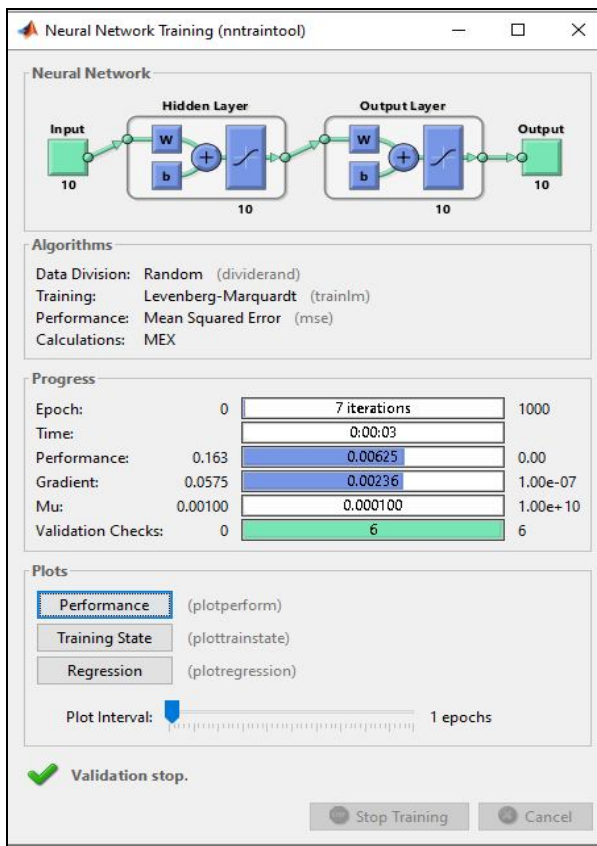 Neural Network Training (nntraintool)
Neural Network
Hidden Layer Output Layer
Input Output
W W
+ +
b b
10 10
10 10
Algorithms
Data Division: Random (dividerand)
Training: Levenberg-Marquardt (trainlm)
Performance: Mean Squared Error (mse)
Calculations: MEX
Progress
Epoch: 0 7 iterations 1000
Time: 0:00:03
Performance: 0.163 0.00625 0.00
Gradient: 0.0575 0.00236 1.00e-07
Mu: 0.00100 0.000100 1.00e+10
Validation Checks: 0 6 6
Plots
Performance (plotperform)
Training State (plottrainstate)
Regression (plotregression)
Plot Interval: 1 epochs
Validation stop.
Stop Training Cancel